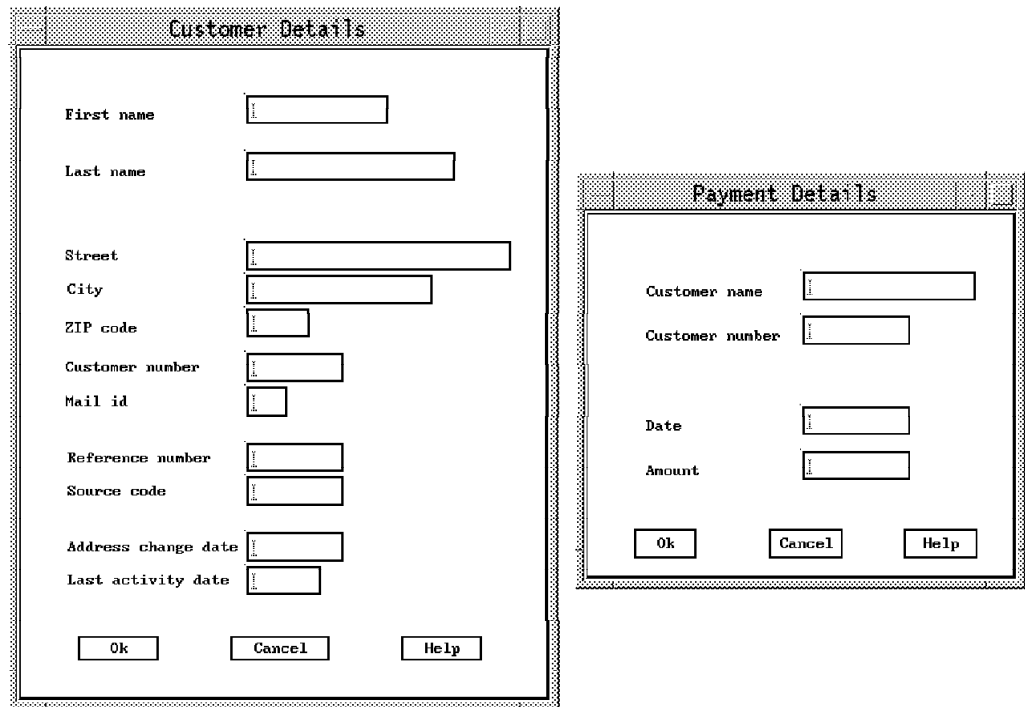 Customer Details
First name
Last name
Street
City
ZIP code
Customer number
Mail id
Reference number
Source code
Address change date
Last activity date
Ok Cancel Help
Payment Details
Customer name
Customer number
Date
Amount
Ok Cancel Help